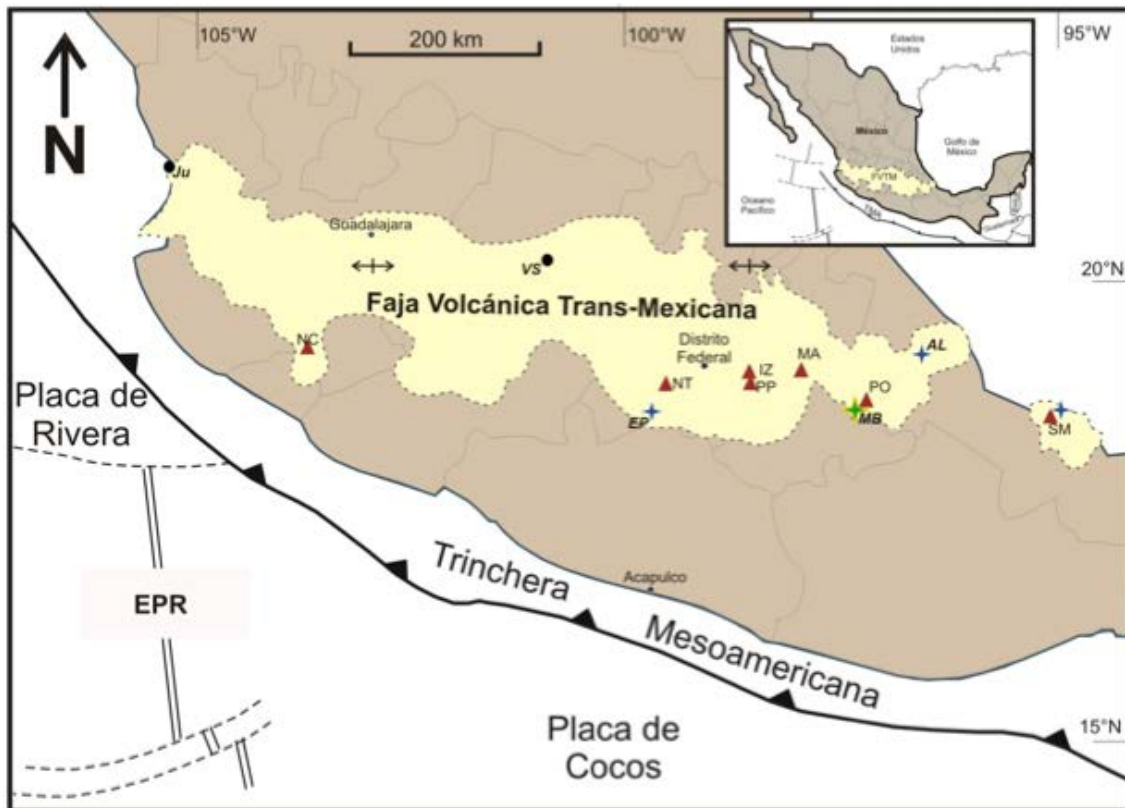 105°W
100°W
95°W
200 km
N
Estados
Unidos
México
Golfo de
México
FVTM
Oceano
Pacífico
Ju
Guadalajara
VS
20°N
Faja Volcánica Trans-Mexicana
Distrito
Federal
AL
NC
MA
IZ
NT
PP
PO
EP
MB
SM
Placa de
Rivera
Trinchera
Acapulco
EPR
Mesoamericana
Placa de
Cocos
15°N